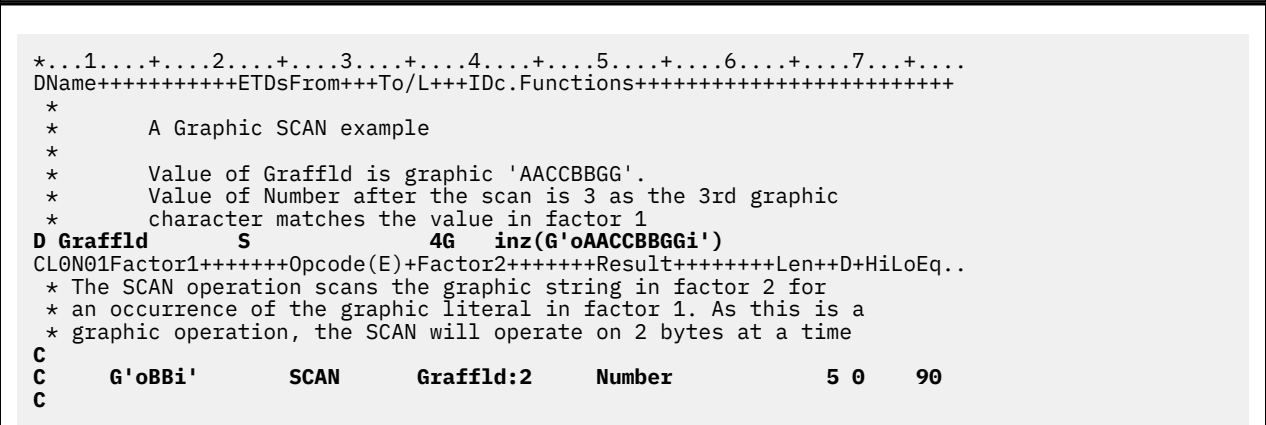 *...1....+....2....+....3....+....4....+....5....+....6....+....7...+....
DName+++++++++++ETDsFrom+++To/L+++IDc.Functions+++++++++++++++++++++++++
 *
 *       A Graphic SCAN example
 *
 *       Value of Graffld is graphic 'AACCBBGG'.
 *       Value of Number after the scan is 3 as the 3rd graphic
 *       character matches the value in factor 1
D Graffld       S              4G   inz(G'oAACCBBGGi')
CL0N01Factor1+++++++Opcode(E)+Factor2+++++++Result++++++++Len++D+HiLoEq..
 * The SCAN operation scans the graphic string in factor 2 for
 * an occurrence of the graphic literal in factor 1. As this is a
 * graphic operation, the SCAN will operate on 2 bytes at a time
C
C     G'oBBi'       SCAN      Graffld:2     Number            5 0    90
C